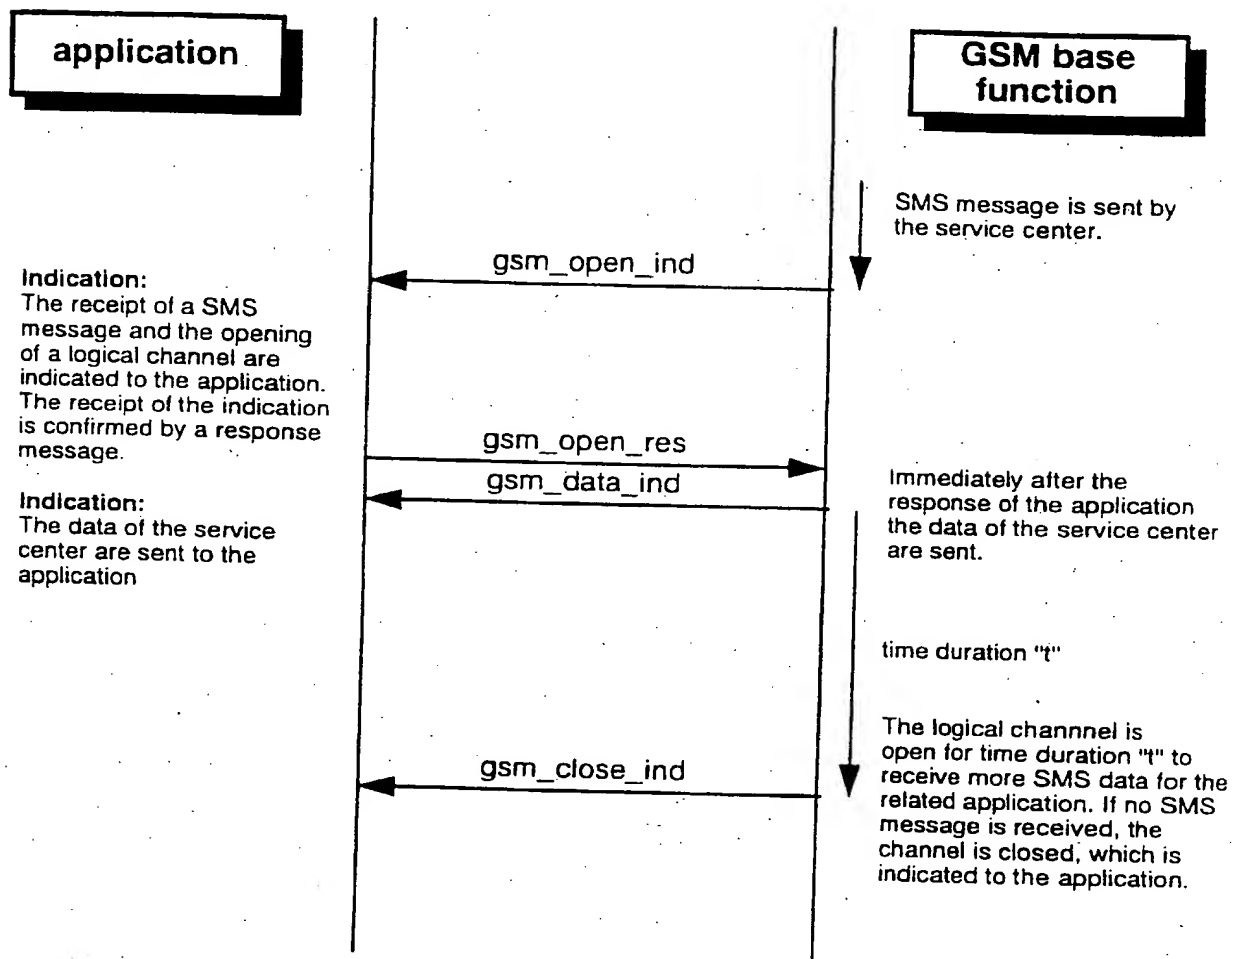 application
GSM base
function
SMS message is sent by
the service center.
gsm_open_ind
Indication:
The receipt of a SMS
message and the opening
of a logical channel are
indicated to the application.
The receipt of the indication
is confirmed by a response
message.
gsm_open_res
gsm_data_ind
Immediately after the
response of the application
the data of the service center
are sent.
Indication:
The data of the service
center are sent to the
application
time duration "t"
The logical channnel is
open for time duration "t" to
receive more SMS data for the
related application. If no SMS
message is received, the
channel is closed, which is
indicated to the application.
gsm_close_ind